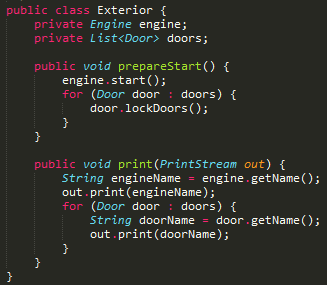 public class Exterior {
    private Engine engine;
    private List<Door> doors;

    public void prepareStart() {
        engine.start();
        for (Door door : doors) {
            door.lockDoors();
        }
    }

    public void print(PrintStream out) {
        String engineName = engine.getName();
        out.print(engineName);
        for (Door door : doors) {
            String doorName = door.getName();
            out.print(doorName);
        }
    }
}